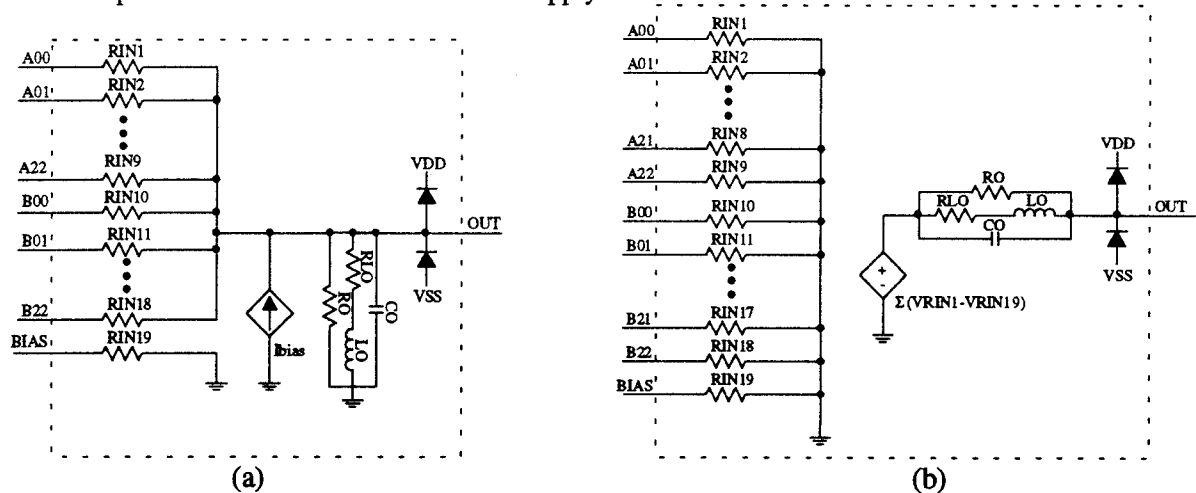 A00
RIN1
A01
RIN2
A22
RIN9
B00
RIN10
B01
RIN11
B22
RIN18
BIAS
RIN19
Ibias
RO
RLO
LO
CO
VDD
OUT
VSS
(a)
A00
RIN1
A01
RIN2
A21
RIN8
A22
RIN9
B00
RIN10
B01
RIN11
B21
RIN17
B22
RIN18
BIAS
RIN19
Σ(VRIN1-VRIN19)
RO
RLO
LO
CO
VDD
OUT
VSS
(b)